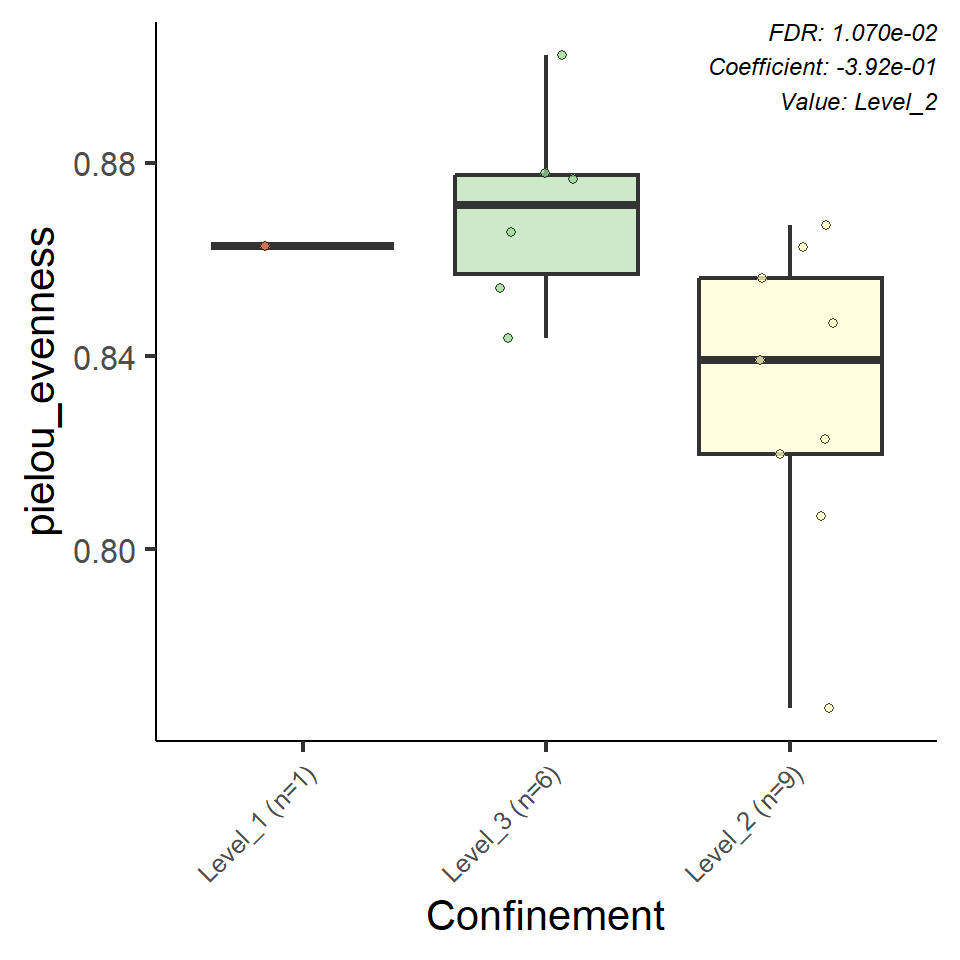 FDR: 1.070e-02
Coefficient: -3.92e-01
Value: Level_2
pielou_evenness
0.88
0.84
0.80
Level_1 (n=1)
Level_3 (n=6)
Level_2 (n=9)
Confinement